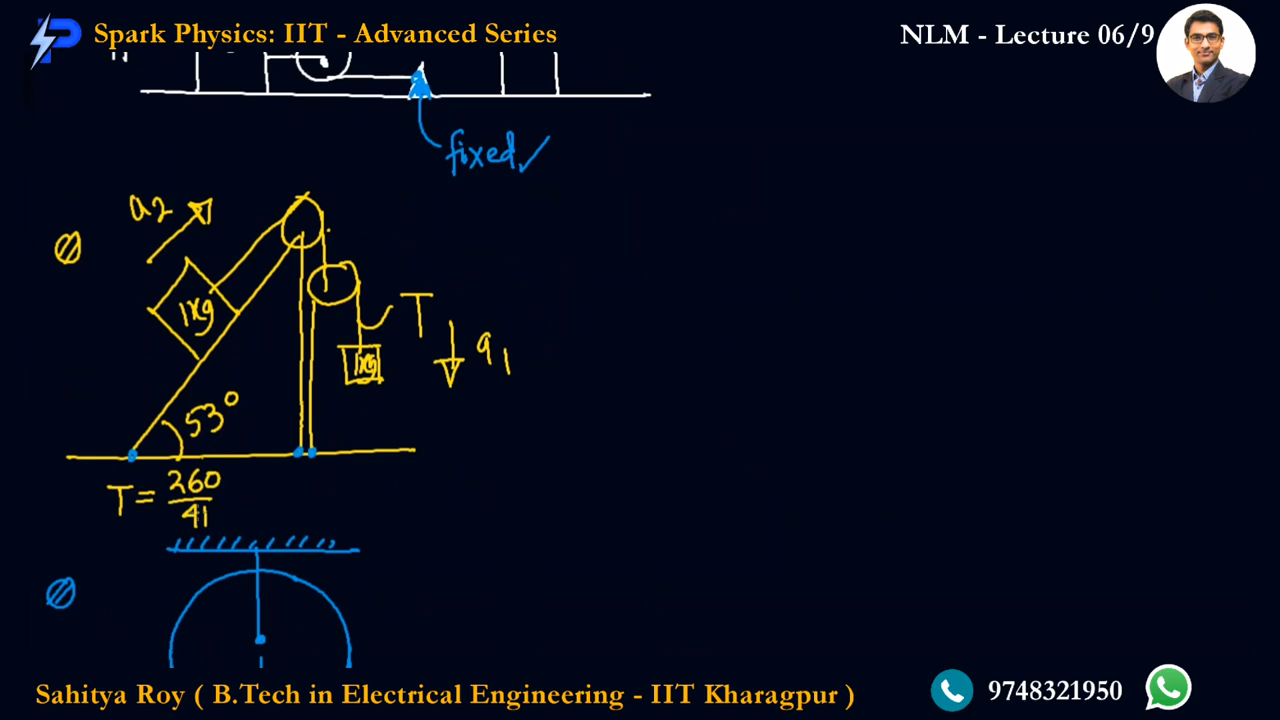 Spark Physics: IIT - Advanced Series
NLM - Lecture 06/9
fixed✓
a2
1kg
T
a1
1kg
53°
T = 260/41
Sahitya Roy ( B.Tech in Electrical Engineering - IIT Kharagpur )
9748321950